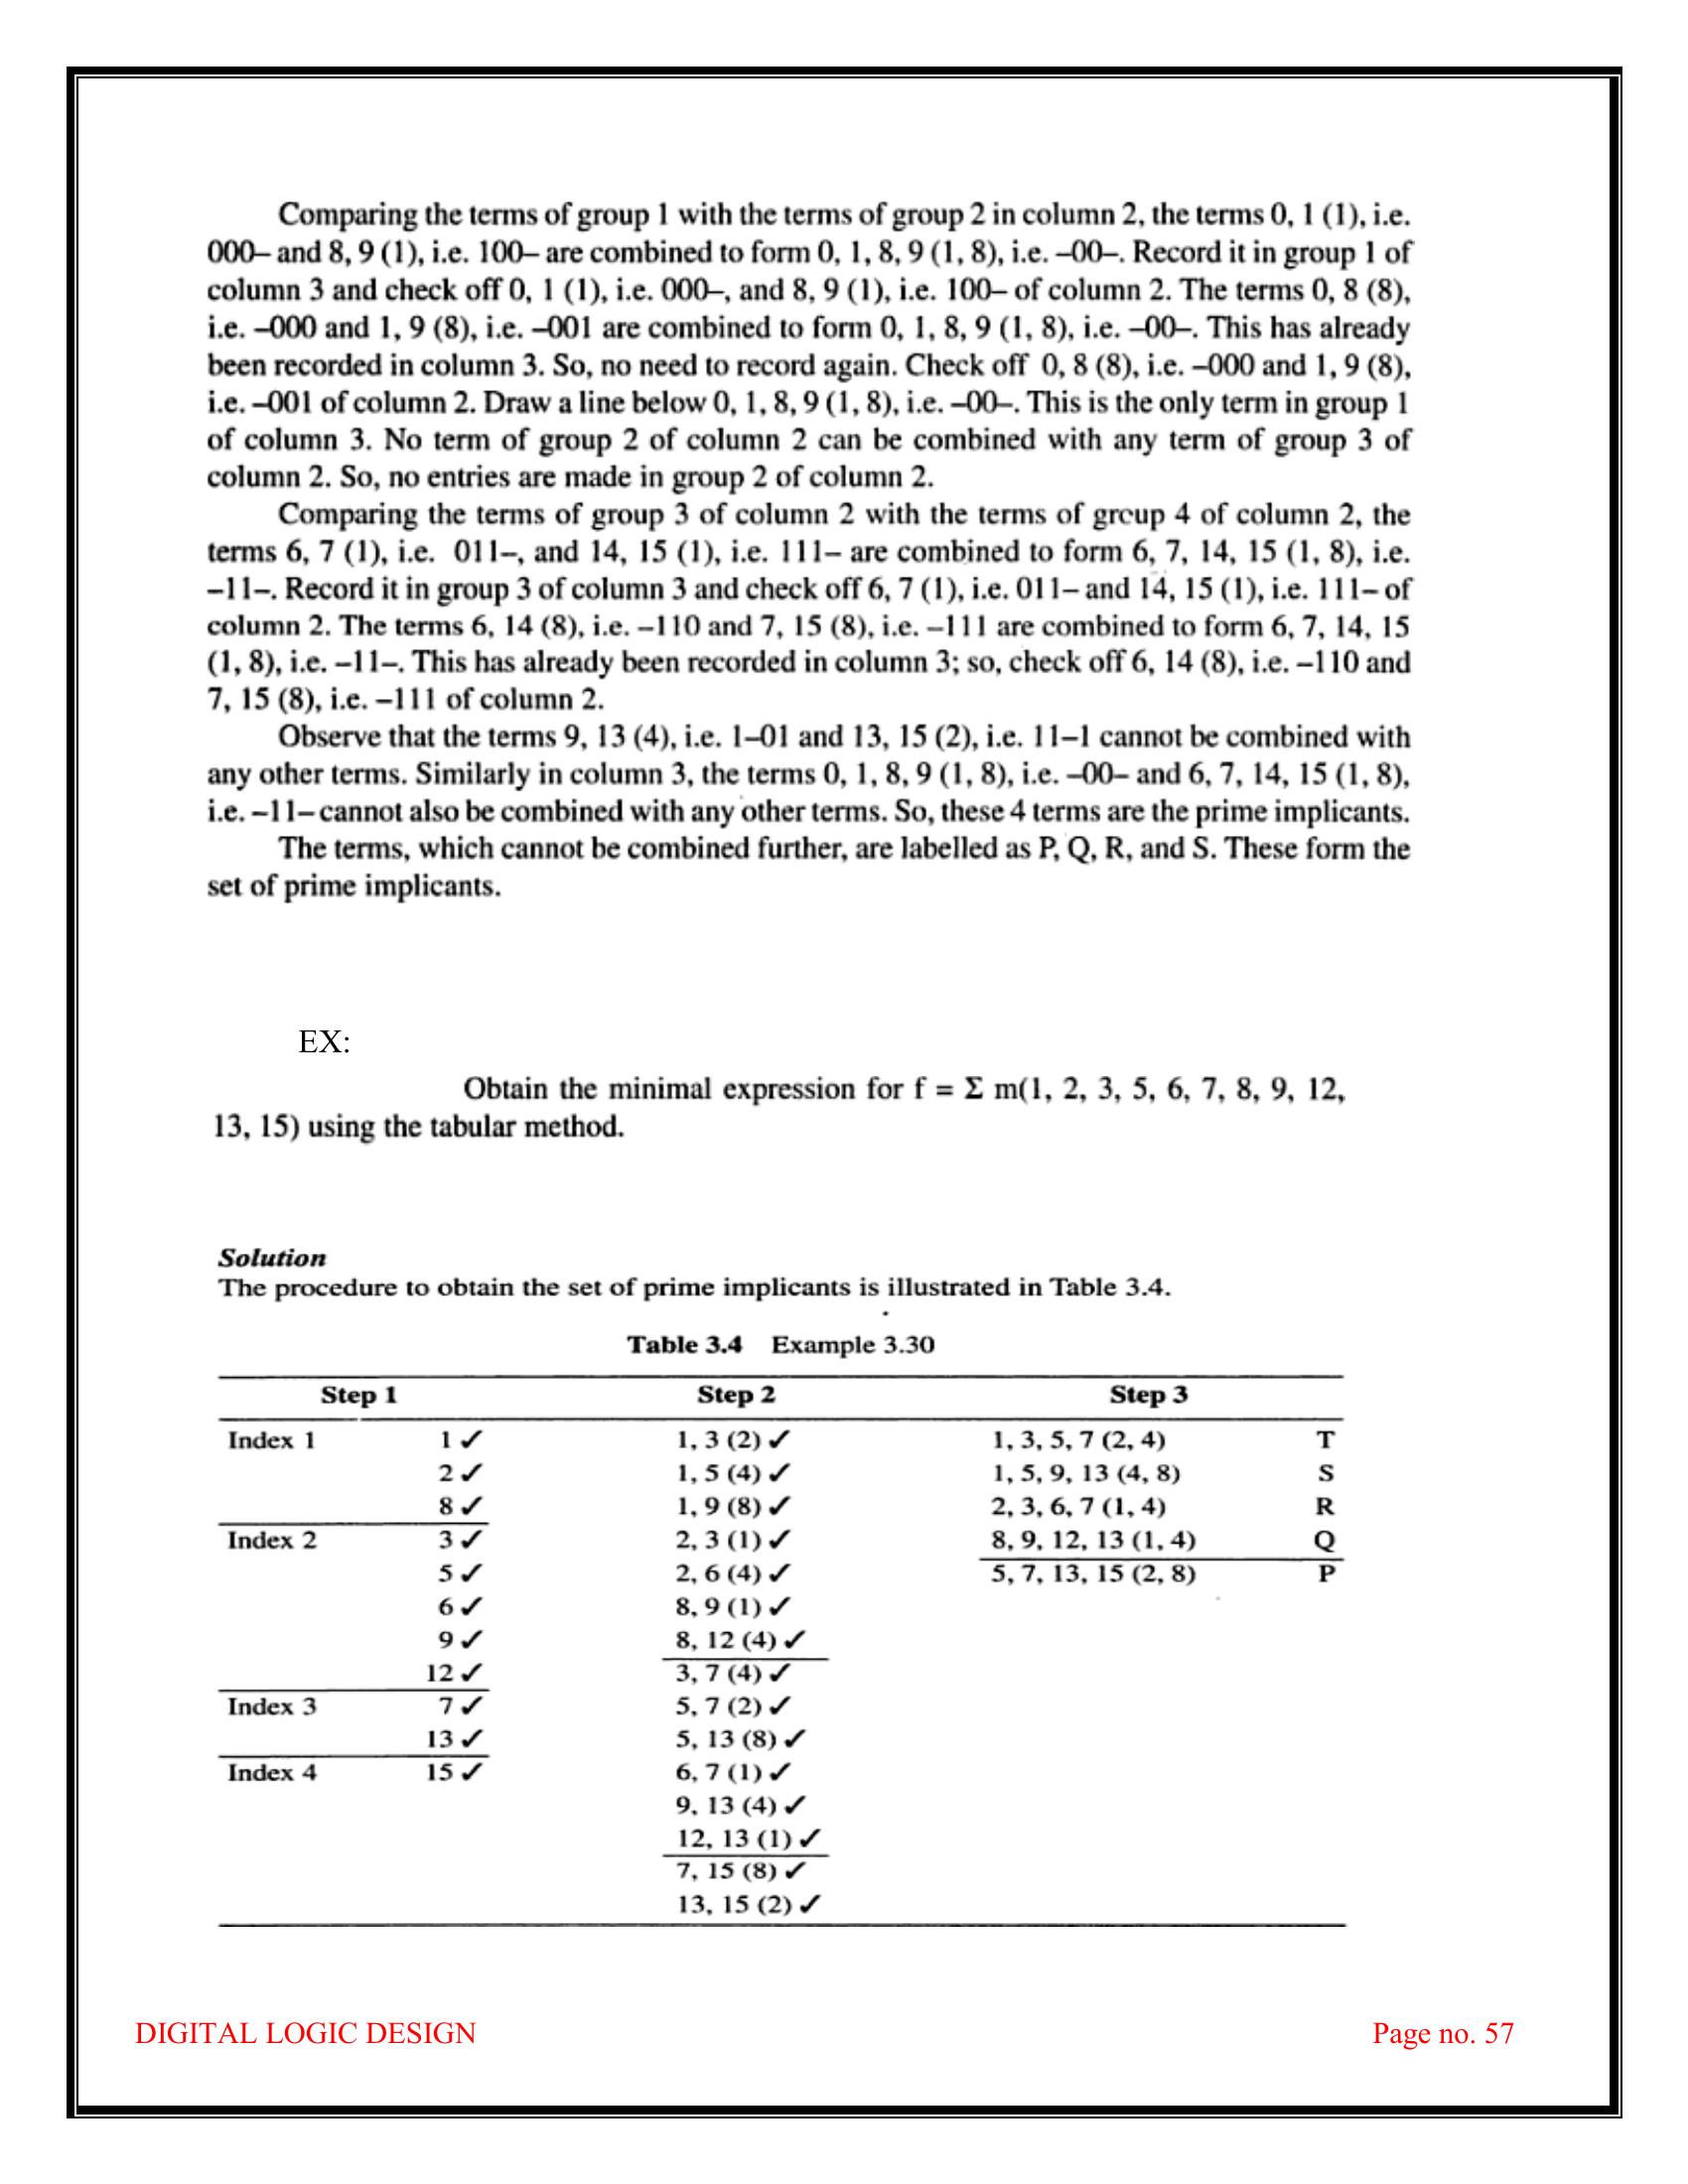 Comparing the terms of group 1 with the terms of group 2 in column 2, the terms 0, 1 (1), i.e.
000– and 8, 9 (1), i.e. 100– are combined to form 0, 1, 8, 9 (1, 8), i.e. –00–. Record it in group 1 of
column 3 and check off 0, 1 (1), i.e. 000–, and 8, 9 (1), i.e. 100– of column 2. The terms 0, 8 (8),
i.e. –000 and 1, 9 (8), i.e. –001 are combined to form 0, 1, 8, 9 (1, 8), i.e. –00–. This has already
been recorded in column 3. So, no need to record again. Check off 0, 8 (8), i.e. –000 and 1, 9 (8),
i.e. –001 of column 2. Draw a line below 0, 1, 8, 9 (1, 8), i.e. –00–. This is the only term in group 1
of column 3. No term of group 2 of column 2 can be combined with any term of group 3 of
column 2. So, no entries are made in group 2 of column 2.
Comparing the terms of group 3 of column 2 with the terms of grcup 4 of column 2, the
terms 6, 7 (1), i.e. 011–, and 14, 15 (1), i.e. 111– are combined to form 6, 7, 14, 15 (1, 8), i.e.
–11–. Record it in group 3 of column 3 and check off 6, 7 (1), i.e. 011– and 14, 15 (1), i.e. 111– of
column 2. The terms 6, 14 (8), i.e. –110 and 7, 15 (8), i.e. –111 are combined to form 6, 7, 14, 15
(1, 8), i.e. –11–. This has already been recorded in column 3; so, check off 6, 14 (8), i.e. –110 and
7, 15 (8), i.e. –111 of column 2.
Observe that the terms 9, 13 (4), i.e. 1–01 and 13, 15 (2), i.e. 11–1 cannot be combined with
any other terms. Similarly in column 3, the terms 0, 1, 8, 9 (1, 8), i.e. –00– and 6, 7, 14, 15 (1, 8),
i.e. –11– cannot also be combined with any other terms. So, these 4 terms are the prime implicants.
The terms, which cannot be combined further, are labelled as P, Q, R, and S. These form the
set of prime implicants.
EX:
Obtain the minimal expression for f = Σ m(1, 2, 3, 5, 6, 7, 8, 9, 12,
13, 15) using the tabular method.
Solution
The procedure to obtain the set of prime implicants is illustrated in Table 3.4.
Table 3.4 Example 3.30
Step 1 Step 2 Step 3
Index 1 1 ✓ 1, 3 (2) ✓ 1, 3, 5, 7 (2, 4) T
2 ✓ 1, 5 (4) ✓ 1, 5, 9, 13 (4, 8) S
8 ✓ 1, 9 (8) ✓ 2, 3, 6, 7 (1, 4) R
Index 2 3 ✓ 2, 3 (1) ✓ 8, 9, 12, 13 (1, 4) Q
5 ✓ 2, 6 (4) ✓ 5, 7, 13, 15 (2, 8) P
6 ✓ 8, 9 (1) ✓
9 ✓ 8, 12 (4) ✓
12 ✓ 3, 7 (4) ✓
Index 3 7 ✓ 5, 7 (2) ✓
13 ✓ 5, 13 (8) ✓
Index 4 15 ✓ 6, 7 (1) ✓
9, 13 (4) ✓
12, 13 (1) ✓
7, 15 (8) ✓
13, 15 (2) ✓
DIGITAL LOGIC DESIGN Page no. 57